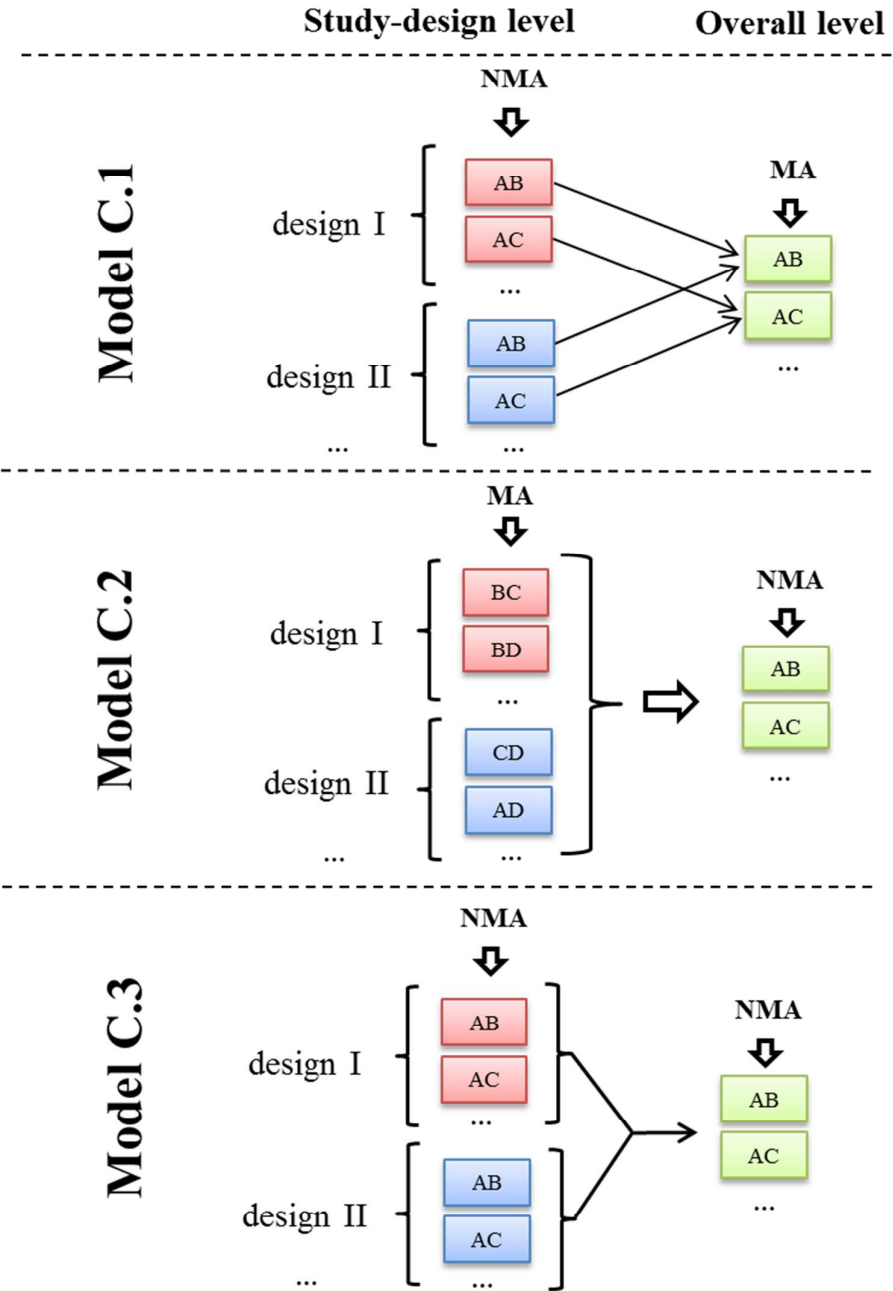 Study-design level
Overall level
Model C.1
NMA
design I
AB
AC
...
design II
AB
AC
...
...
MA
AB
AC
...
Model C.2
MA
design I
BC
BD
...
design II
CD
AD
...
...
NMA
AB
AC
...
Model C.3
NMA
design I
AB
AC
...
design II
AB
AC
...
...
NMA
AB
AC
...